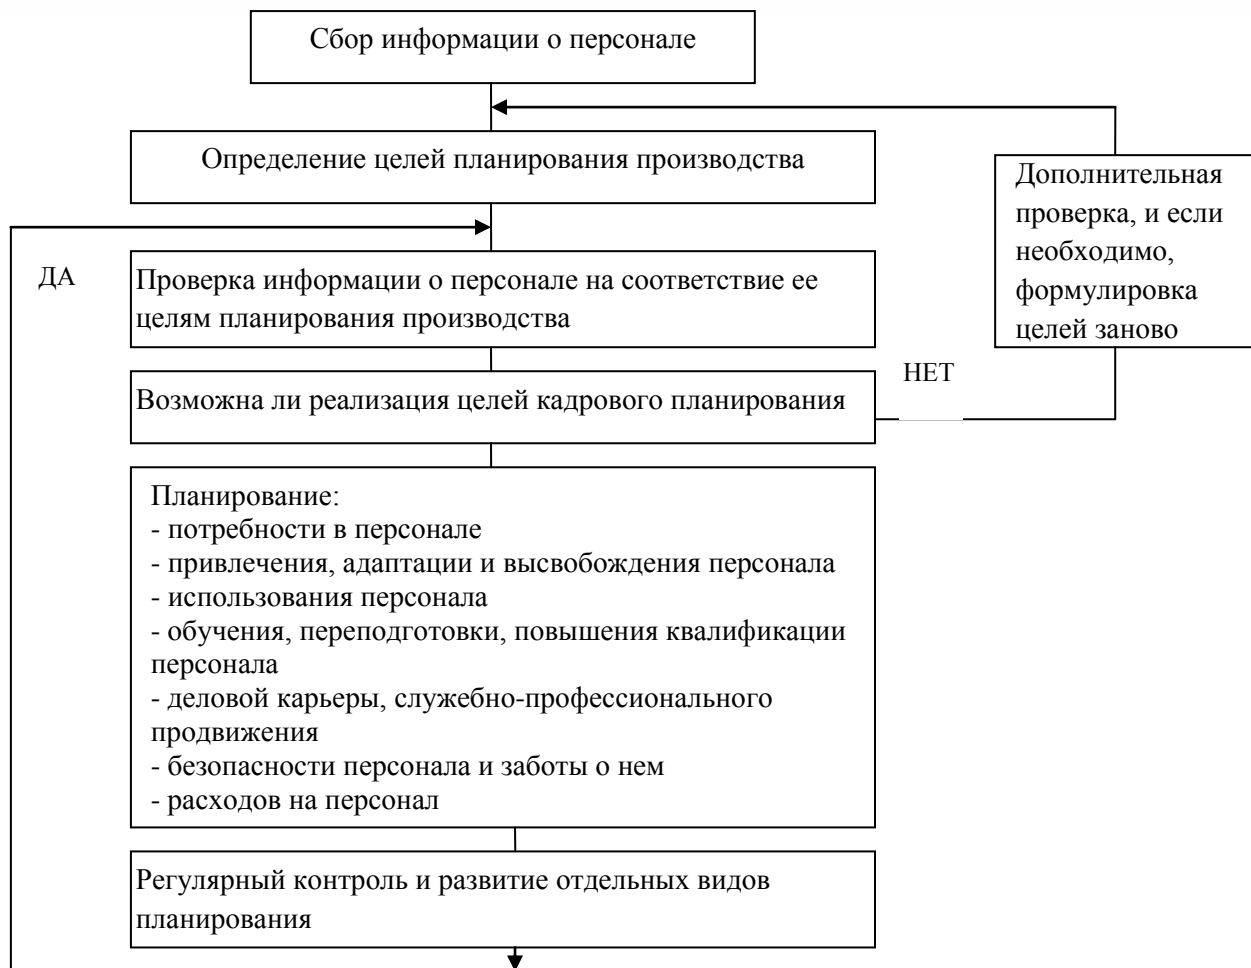 Сбор информации о персонале
Определение целей планирования производства
Дополнительная
проверка, и если
необходимо,
формулировка
целей заново
ДА
Проверка информации о персонале на соответствие ее
целям планирования производства
НЕТ
Возможна ли реализация целей кадрового планирования
Планирование:
- потребности в персонале
- привлечения, адаптации и высвобождения персонала
- использования персонала
- обучения, переподготовки, повышения квалификации
персонала
- деловой карьеры, служебно-профессионального
продвижения
- безопасности персонала и заботы о нем
- расходов на персонал
Регулярный контроль и развитие отдельных видов
планирования